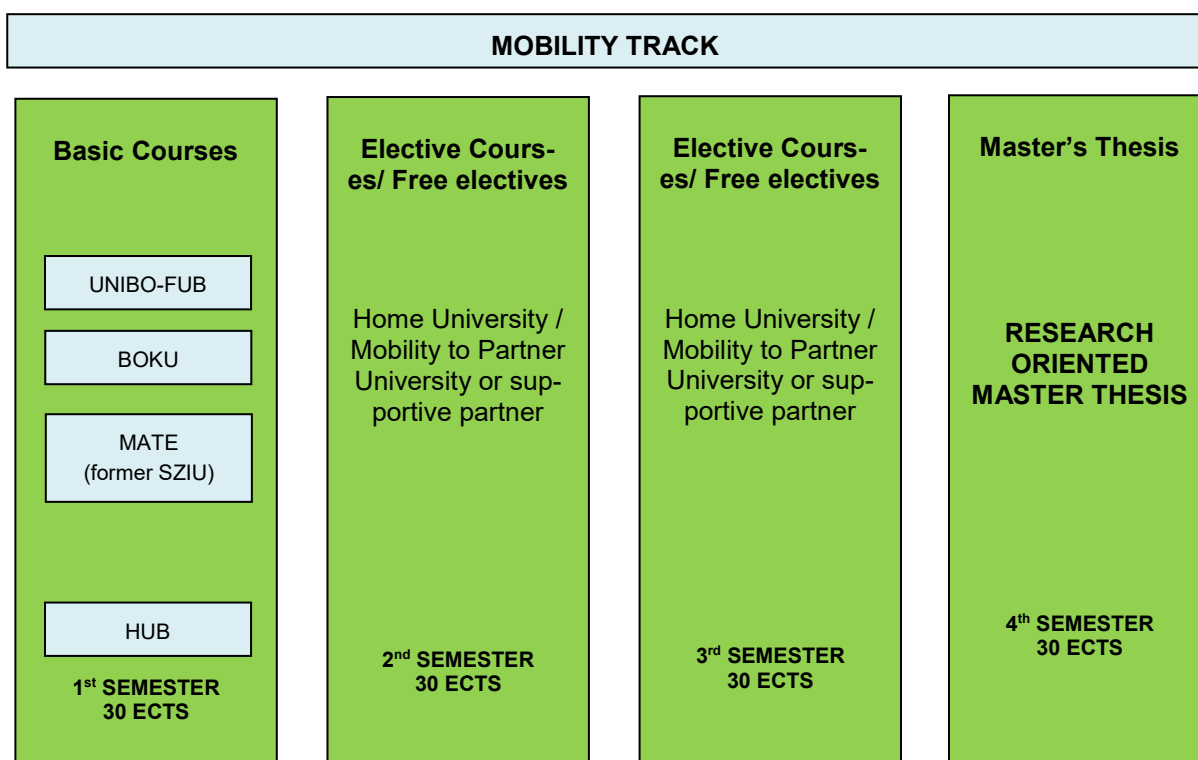 MOBILITY TRACK
Basic Courses
UNIBO-FUB
BOKU
MATE
(former SZIU)
HUB
1st SEMESTER
30 ECTS
Elective Cours-
es/ Free electives
Home University /
Mobility to Partner
University or sup-
portive partner
2nd SEMESTER
30 ECTS
Elective Cours-
es/ Free electives
Home University /
Mobility to Partner
University or sup-
portive partner
3rd SEMESTER
30 ECTS
Master's Thesis
RESEARCH
ORIENTED
MASTER THESIS
4th SEMESTER
30 ECTS